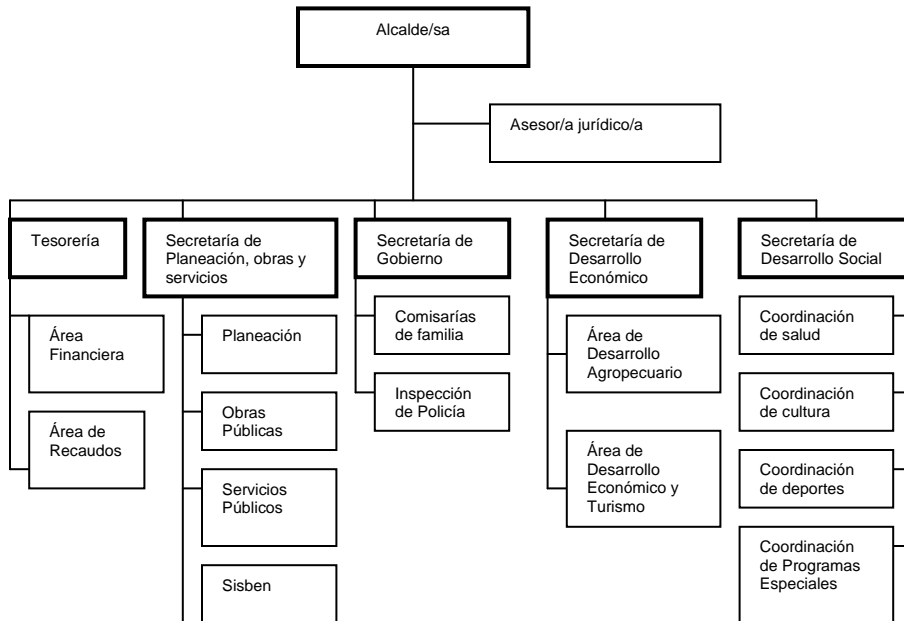 Alcalde/sa
Asesor/a jurídico/a
Tesorería
Secretaría de
Planeación, obras y
servicios
Secretaría de
Gobierno
Secretaría de
Desarrollo
Económico
Secretaría de
Desarrollo Social
Área
Financiera
Área de
Recaudos
Planeación
Obras
Públicas
Servicios
Públicos
Sisben
Comisarías
de familia
Inspección
de Policía
Área de
Desarrollo
Agropecuario
Área de
Desarrollo
Económico y
Turismo
Coordinación
de salud
Coordinación
de cultura
Coordinación
de deportes
Coordinación
de Programas
Especiales